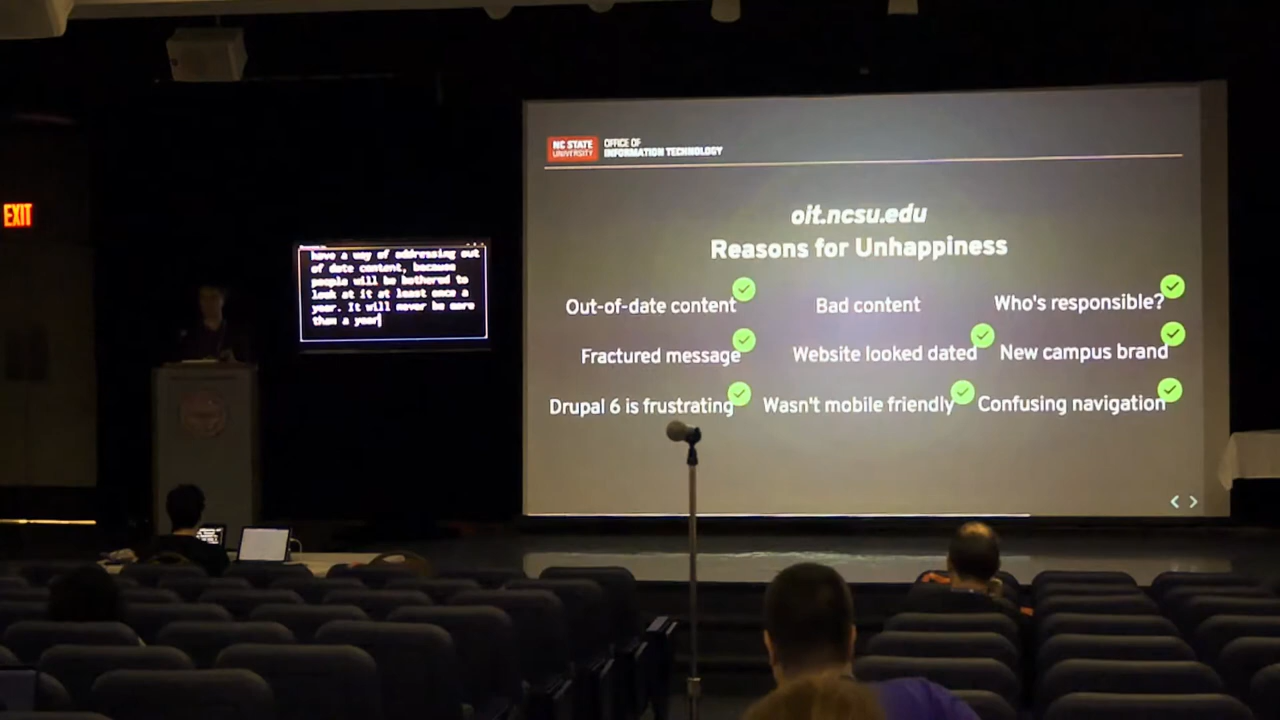 EXIT
have a way of addressing out
of date content, because
people will be bothered to
look at it at least once a
year. It will never be more
than a year
NC STATE
UNIVERSITY
OFFICE OF
INFORMATION TECHNOLOGY
oit.ncsu.edu
Reasons for Unhappiness
Out-of-date content Bad content Who's responsible?
Fractured message Website looked dated New campus brand
Drupal 6 is frustrating Wasn't mobile friendly Confusing navigation